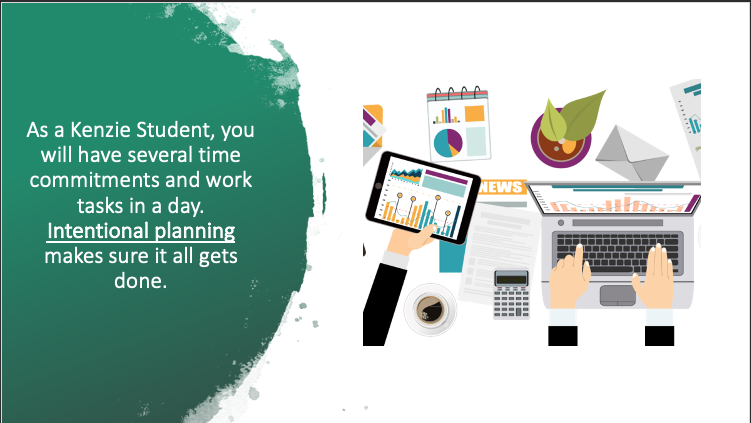 As a Kenzie Student, you
will have several time
commitments and work
tasks in a day.
Intentional planning
makes sure it all gets
done.
NEWS